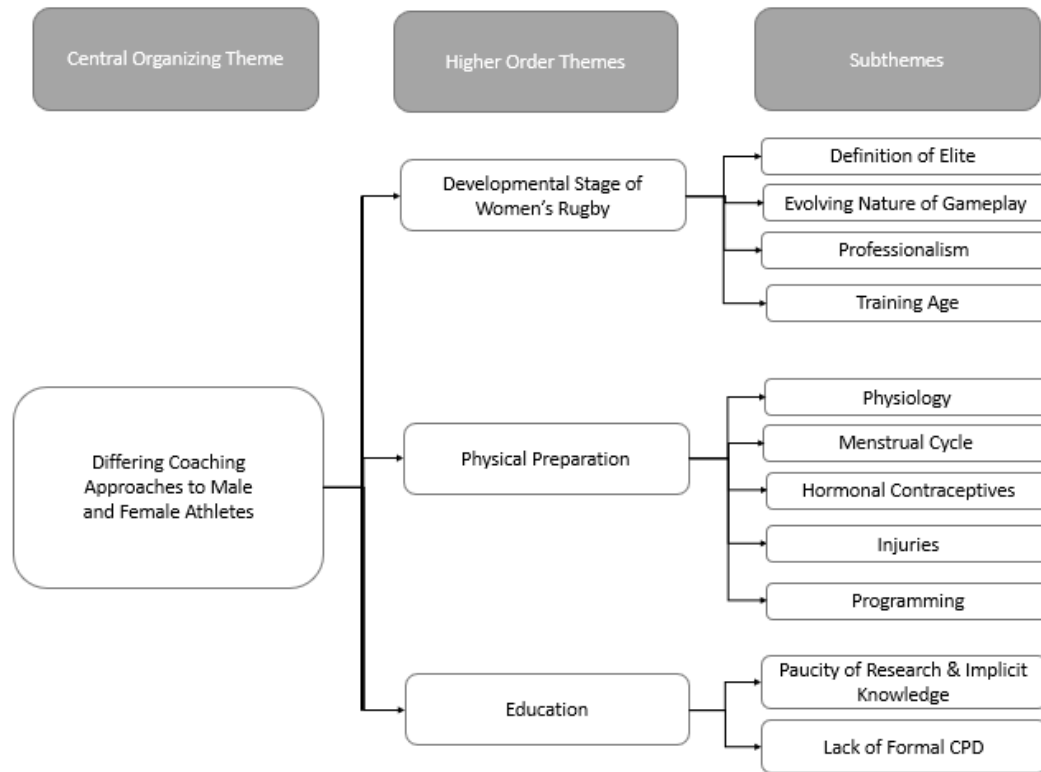 Central Organizing Theme
Higher Order Themes
Subthemes
Differing Coaching
Approaches to Male
and Female Athletes
Developmental Stage of
Women's Rugby
Definition of Elite
Evolving Nature of Gameplay
Professionalism
Training Age
Physical Preparation
Physiology
Menstrual Cycle
Hormonal Contraceptives
Injuries
Programming
Education
Paucity of Research & Implicit
Knowledge
Lack of Formal CPD